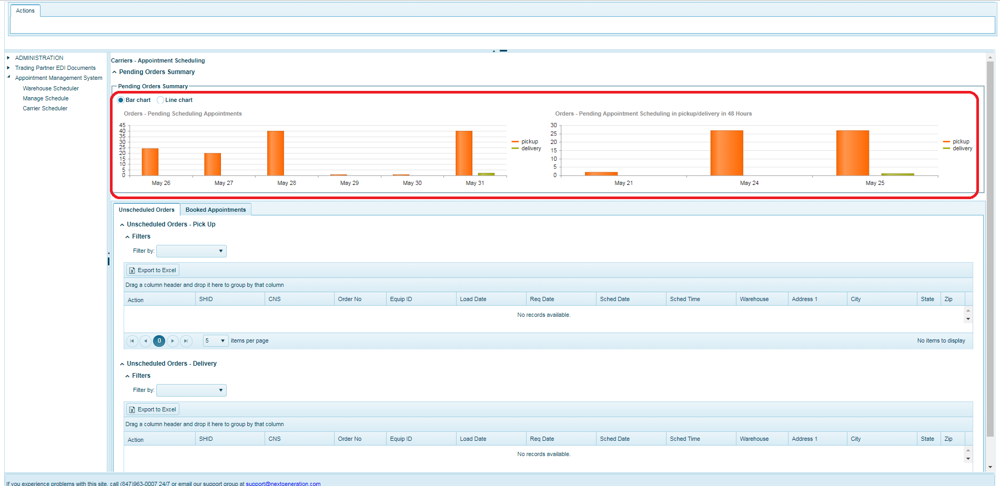 Actions
ADMINISTRATION
Trading Partner EDI Documents
Appointment Management System
Warehouse Scheduler
Manage Schedule
Carrier Scheduler
Carriers - Appointment Scheduling
Pending Orders Summary
Pending Orders Summary
Bar chart Line chart
Orders - Pending Scheduling Appointments
45
40
35
30
25
20
15
10
5
0
May 26 May 27 May 28 May 29 May 30 May 31
pickup
delivery
Orders - Pending Appointment Scheduling in pickup/delivery in 48 Hours
30
25
20
15
10
5
0
May 21 May 24 May 25
pickup
delivery
Unscheduled Orders Booked Appointments
Unscheduled Orders - Pick Up
Filters
Filter by:
Export to Excel
Drag a column header and drop it here to group by that column
Action SHID CNS Order No Equip ID Load Date Req Date Sched Date Sched Time Warehouse Address 1 City State Zip
No records available.
0 5 items per page No items to display
Unscheduled Orders - Delivery
Filters
Filter by:
Export to Excel
Drag a column header and drop it here to group by that column
Action SHID CNS Order No Equip ID Load Date Req Date Sched Date Sched Time Warehouse Address 1 City State Zip
No records available.
If you experience problems with this site, call (847)963-0007 24/7 or email our support group at support@nextgeneration.com